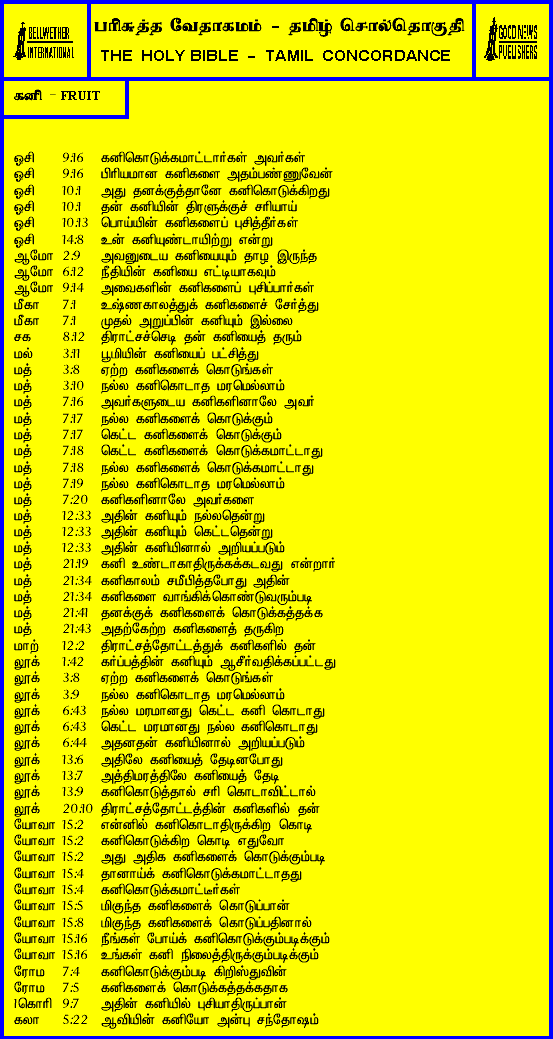 BELLWETHER
INTERNATIONAL
பரிசுத்த வேதாகமம் - தமிழ் சொல்தொகுதி
THE HOLY BIBLE - TAMIL CONCORDANCE
GOOD NEWS
PUBLISHERS
கனி - FRUIT
ஓசி 9:16 கனிகொடுக்கமாட்டார்கள் அவர்கள்
ஓசி 9:16 பிரியமான கனிகளை அதம்பண்ணுவேன்
ஓசி 10:1 அது தனக்குத்தானே கனிகொடுக்கிறது
ஓசி 10:1 தன் கனியின் திரளுக்குச் சரியாய்
ஓசி 10:13 பொய்யின் கனிகளைப் புசித்தீர்கள்
ஓசி 14:8 உன் கனியுண்டாயிற்று என்று
ஆமோ 2:9 அவனுடைய கனியையும் தாழ இருந்த
ஆமோ 6:12 நீதியின் கனியை எட்டியாகவும்
ஆமோ 9:14 அவைகளின் கனிகளைப் புசிப்பார்கள்
மீகா 7:1 உஷ்ணகாலத்துக் கனிகளைச் சேர்த்து
மீகா 7:1 முதல் அறுப்பின் கனியும் இல்லை
சக 8:12 திராட்சச்செடி தன் கனியைத் தரும்
மல் 3:11 பூமியின் கனியைப் பட்சித்து
மத் 3:8 ஏற்ற கனிகளைக் கொடுங்கள்
மத் 3:10 நல்ல கனிகொடாத மரமெல்லாம்
மத் 7:16 அவர்களுடைய கனிகளினாலே அவர்
மத் 7:17 நல்ல கனிகளைக் கொடுக்கும்
மத் 7:17 கெட்ட கனிகளைக் கொடுக்கும்
மத் 7:18 கெட்ட கனிகளைக் கொடுக்கமாட்டாது
மத் 7:18 நல்ல கனிகளைக் கொடுக்கமாட்டாது
மத் 7:19 நல்ல கனிகொடாத மரமெல்லாம்
மத் 7:20 கனிகளினாலே அவர்களை
மத் 12:33 அதின் கனியும் நல்லதென்று
மத் 12:33 அதின் கனியும் கெட்டதென்று
மத் 12:33 அதின் கனியினால் அறியப்படும்
மத் 21:19 கனி உண்டாகாதிருக்கக்கடவது என்றார்
மத் 21:34 கனிகாலம் சமீபித்தபோது அதின்
மத் 21:34 கனிகளை வாங்கிக்கொண்டுவரும்படி
மத் 21:41 தனக்குக் கனிகளைக் கொடுக்கத்தக்க
மத் 21:43 அதற்கேற்ற கனிகளைத் தருகிற
மாற் 12:2 திராட்சத்தோட்டத்துக் கனிகளில் தன்
லூக் 1:42 கர்ப்பத்தின் கனியும் ஆசீர்வதிக்கப்பட்டது
லூக் 3:8 ஏற்ற கனிகளைக் கொடுங்கள்
லூக் 3:9 நல்ல கனிகொடாத மரமெல்லாம்
லூக் 6:43 நல்ல மரமானது கெட்ட கனி கொடாது
லூக் 6:43 கெட்ட மரமானது நல்ல கனிகொடாது
லூக் 6:44 அதனதன் கனியினால் அறியப்படும்
லூக் 13:6 அதிலே கனியைத் தேடினபோது
லூக் 13:7 அத்திமரத்திலே கனியைத் தேடி
லூக் 13:9 கனிகொடுத்தால் சரி கொடாவிட்டால்
லூக் 20:10 திராட்சத்தோட்டத்தின் கனிகளில் தன்
யோவா 15:2 என்னில் கனிகொடாதிருக்கிற கொடி
யோவா 15:2 கனிகொடுக்கிற கொடி எதுவோ
யோவா 15:2 அது அதிக கனிகளைக் கொடுக்கும்படி
யோவா 15:4 தானாய்க் கனிகொடுக்கமாட்டாதது
யோவா 15:4 கனிகொடுக்கமாட்டீர்கள்
யோவா 15:5 மிகுந்த கனிகளைக் கொடுப்பான்
யோவா 15:8 மிகுந்த கனிகளைக் கொடுப்பதினால்
யோவா 15:16 நீங்கள் போய்க் கனிகொடுக்கும்படிக்கும்
யோவா 15:16 உங்கள் கனி நிலைத்திருக்கும்படிக்கும்
ரோம 7:4 கனிகொடுக்கும்படி கிறிஸ்துவின்
ரோம 7:5 கனிகளைக் கொடுக்கத்தக்கதாக
1கொரி 9:7 அதின் கனியில் புசியாதிருப்பான்
கலா 5:22 ஆவியின் கனியோ அன்பு சந்தோஷம்